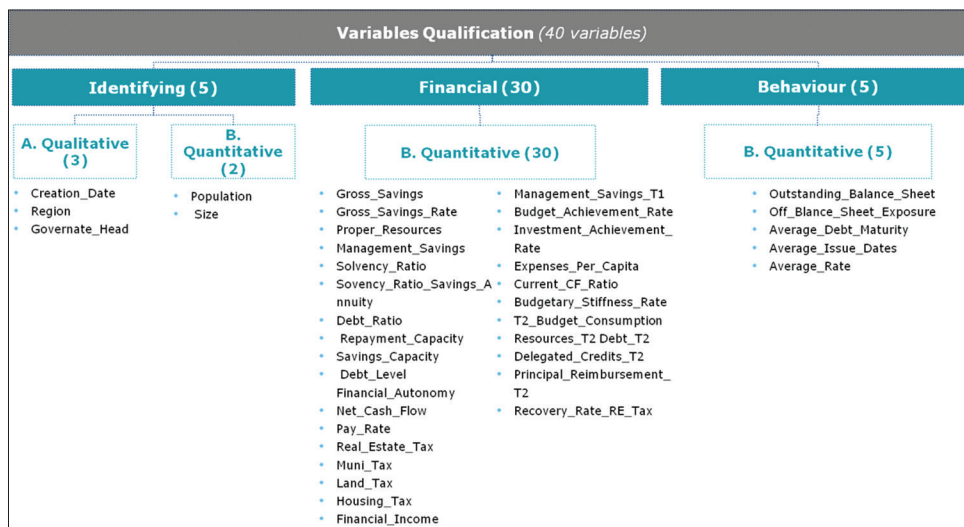 Variables Qualification (40 variables)
Identifying (5)
Financial (30)
Behaviour (5)
A. Qualitative
(3)
B.
Quantitative
(2)
B. Quantitative (30)
B. Quantitative (5)
Creation_Date
Region
Governate_Head
Population
Size
Gross_Savings
Gross_Savings_Rate
Proper_Resources
Management_Savings
Solvency_Ratio
Sovency_Ratio_Savings_A
nnuity
Debt_Ratio
Repayment_Capacity
Savings_Capacity
Debt_Level
Financial_Autonomy
Net_Cash_Flow
Pay_Rate
Real_Estate_Tax
Muni_Tax
Land_Tax
Housing_Tax
Financial_Income
Management_Savings_T1
Budget_Achievement_Rate
Investment_Achievement_
Rate
Expenses_Per_Capita
Current_CF_Ratio
Budgetary_Stiffness_Rate
T2_Budget_Consumption
Resources_T2 Debt_T2
Delegated_Credits_T2
Principal_Reimbursement_
T2
Recovery_Rate_RE_Tax
Outstanding_Balance_Sheet
Off_Blance_Sheet_Exposure
Average_Debt_Maturity
Average_Issue_Dates
Average_Rate